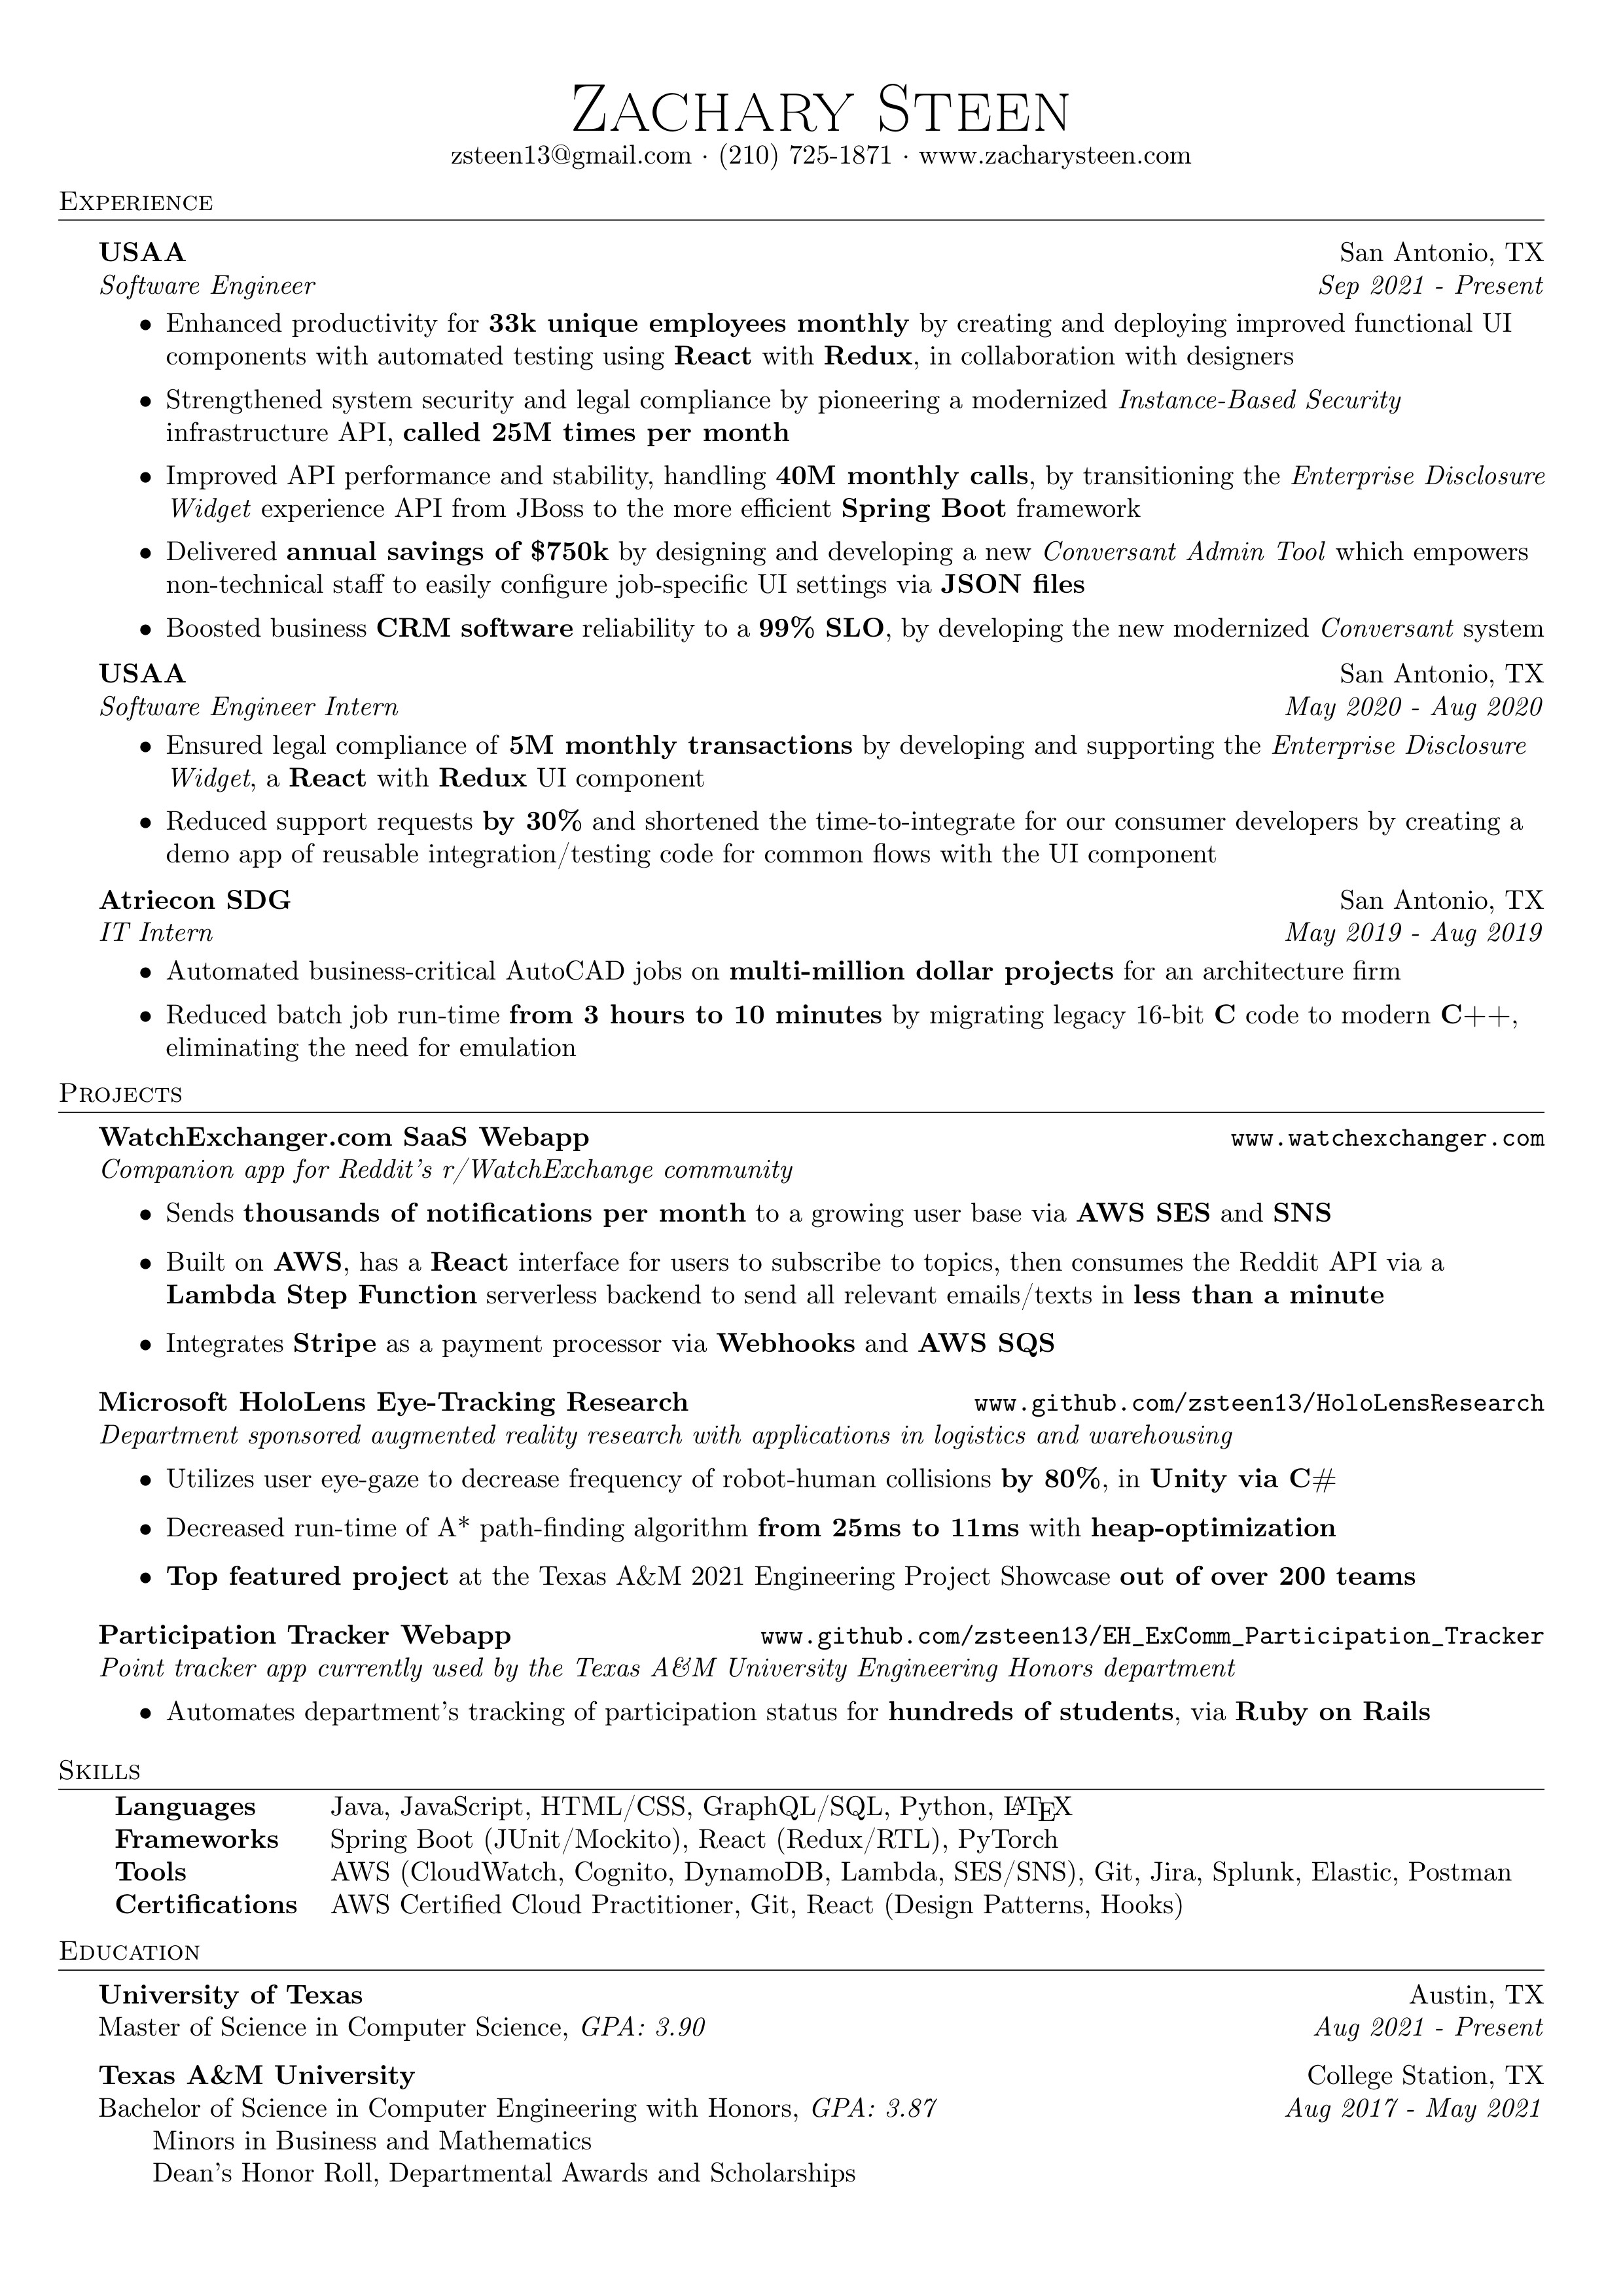 Zachary Steen
zsteen13@gmail.com · (210) 725-1871 · www.zacharysteen.com
Experience
USAA San Antonio, TX
Software Engineer Sep 2021 - Present
• Enhanced productivity for 33k unique employees monthly by creating and deploying improved functional UI
components with automated testing using React with Redux, in collaboration with designers
• Strengthened system security and legal compliance by pioneering a modernized Instance-Based Security
infrastructure API, called 25M times per month
• Improved API performance and stability, handling 40M monthly calls, by transitioning the Enterprise Disclosure
Widget experience API from JBoss to the more efficient Spring Boot framework
• Delivered annual savings of $750k by designing and developing a new Conversant Admin Tool which empowers
non-technical staff to easily configure job-specific UI settings via JSON files
• Boosted business CRM software reliability to a 99% SLO, by developing the new modernized Conversant system
USAA San Antonio, TX
Software Engineer Intern May 2020 - Aug 2020
• Ensured legal compliance of 5M monthly transactions by developing and supporting the Enterprise Disclosure
Widget, a React with Redux UI component
• Reduced support requests by 30% and shortened the time-to-integrate for our consumer developers by creating a
demo app of reusable integration/testing code for common flows with the UI component
Atriecon SDG San Antonio, TX
IT Intern May 2019 - Aug 2019
• Automated business-critical AutoCAD jobs on multi-million dollar projects for an architecture firm
• Reduced batch job run-time from 3 hours to 10 minutes by migrating legacy 16-bit C code to modern C++,
eliminating the need for emulation
Projects
WatchExchanger.com SaaS Webapp www.watchexchanger.com
Companion app for Reddit's r/WatchExchange community
• Sends thousands of notifications per month to a growing user base via AWS SES and SNS
• Built on AWS, has a React interface for users to subscribe to topics, then consumes the Reddit API via a
Lambda Step Function serverless backend to send all relevant emails/texts in less than a minute
• Integrates Stripe as a payment processor via Webhooks and AWS SQS
Microsoft HoloLens Eye-Tracking Research www.github.com/zsteen13/HoloLensResearch
Department sponsored augmented reality research with applications in logistics and warehousing
• Utilizes user eye-gaze to decrease frequency of robot-human collisions by 80%, in Unity via C#
• Decreased run-time of A* path-finding algorithm from 25ms to 11ms with heap-optimization
• Top featured project at the Texas A&M 2021 Engineering Project Showcase out of over 200 teams
Participation Tracker Webapp www.github.com/zsteen13/EH_ExComm_Participation_Tracker
Point tracker app currently used by the Texas A&M University Engineering Honors department
• Automates department's tracking of participation status for hundreds of students, via Ruby on Rails
Skills
Languages Java, JavaScript, HTML/CSS, GraphQL/SQL, Python, LATEX
Frameworks Spring Boot (JUnit/Mockito), React (Redux/RTL), PyTorch
Tools AWS (CloudWatch, Cognito, DynamoDB, Lambda, SES/SNS), Git, Jira, Splunk, Elastic, Postman
Certifications AWS Certified Cloud Practitioner, Git, React (Design Patterns, Hooks)
Education
University of Texas Austin, TX
Master of Science in Computer Science, GPA: 3.90 Aug 2021 - Present
Texas A&M University College Station, TX
Bachelor of Science in Computer Engineering with Honors, GPA: 3.87 Aug 2017 - May 2021
Minors in Business and Mathematics
Dean's Honor Roll, Departmental Awards and Scholarships